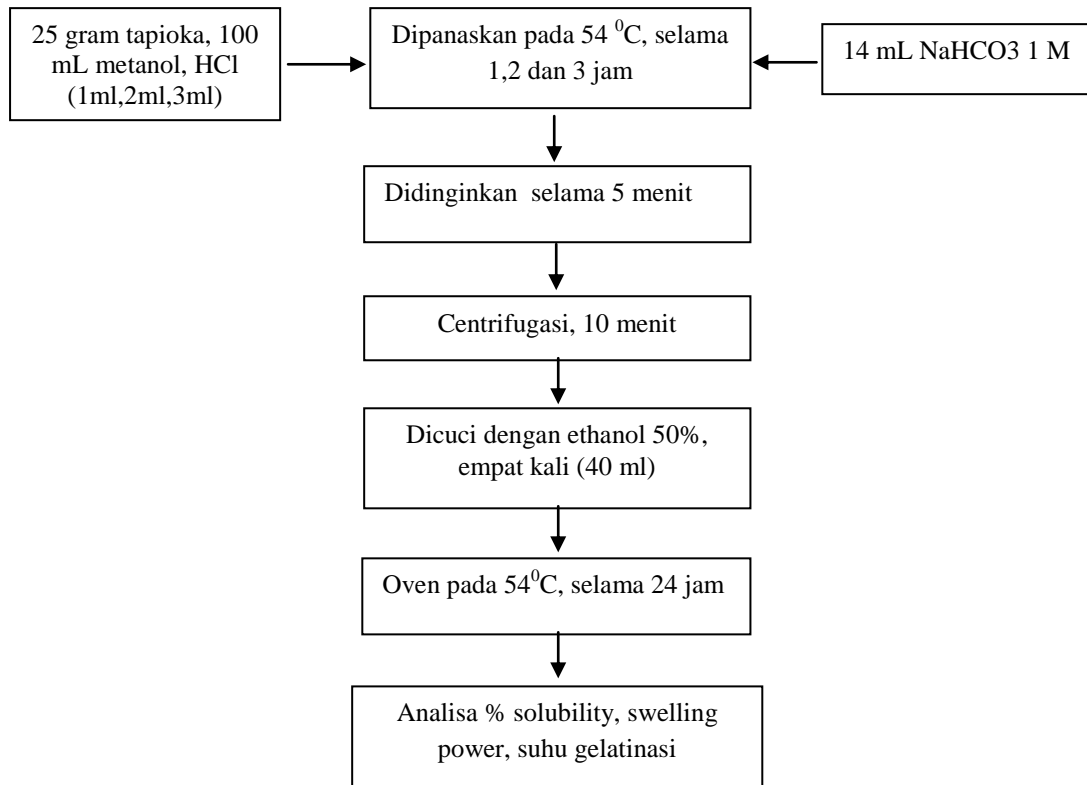 25 gram tapioka, 100
mL metanol, HCl
(1ml,2ml,3ml)
Dipanaskan pada 54 ⁰C, selama
1,2 dan 3 jam
14 mL NaHCO3 1 M
Didinginkan selama 5 menit
Centrifugasi, 10 menit
Dicuci dengan ethanol 50%,
empat kali (40 ml)
Oven pada 54⁰C, selama 24 jam
Analisa % solubility, swelling
power, suhu gelatinasi